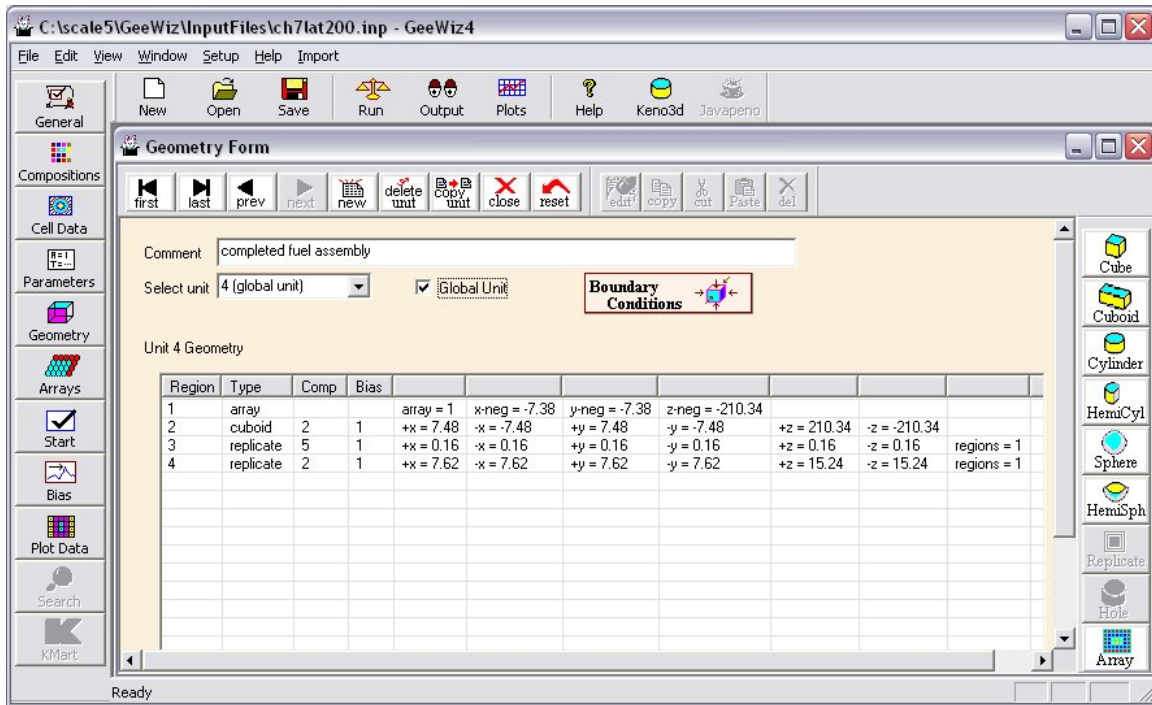 C:\scale5\GeeWiz\InputFiles\ch7lat200.inp - GeeWiz4
File Edit View Window Setup Help Import
New Open Save Run Output Plots Help Keno3d Javapeno
General
Compositions
Cell Data
Parameters
Geometry
Arrays
Start
Bias
Plot Data
Search
KMart
Geometry Form
first last prev next new delete unit copy unit close reset edit copy cut Paste del
Comment completed fuel assembly
Select unit 4 (global unit) Global Unit Boundary Conditions
Unit 4 Geometry
Region Type Comp Bias
1 array array = 1 x-neg = -7.38 y-neg = -7.38 z-neg = -210.34
2 cuboid 2 1 +x = 7.48 -x = -7.48 +y = 7.48 -y = -7.48 +z = 210.34 -z = -210.34
3 replicate 5 1 +x = 0.16 -x = 0.16 +y = 0.16 -y = 0.16 +z = 0.16 -z = 0.16 regions = 1
4 replicate 2 1 +x = 7.62 -x = 7.62 +y = 7.62 -y = 7.62 +z = 15.24 -z = 15.24 regions = 1
Cube
Cuboid
Cylinder
HemiCyl
Sphere
HemiSph
Replicate
Hole
Array
Ready